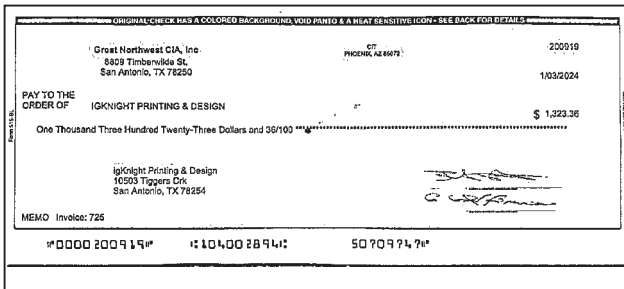 ORIGINAL CHECK HAS A COLORED BACKGROUND, VOID PANTO & A HEAT SENSITIVE ICON - SEE BACK FOR DETAILS
Great Northwest CIA, Inc
8809 Timberwilde St,
San Antonio, TX 78250
CIT
PHOENIX, AZ 85072
200919
1/03/2024
PAY TO THE
ORDER OF IGKNIGHT PRINTING & DESIGN
$ 1,323.36
One Thousand Three Hundred Twenty-Three Dollars and 36/100
IgKnight Printing & Design
10503 Tiggers Crk
San Antonio, TX 78254
MEMO Invoice: 725
⑈0000200919⑈ ⑆104002894⑆ 50709747⑈